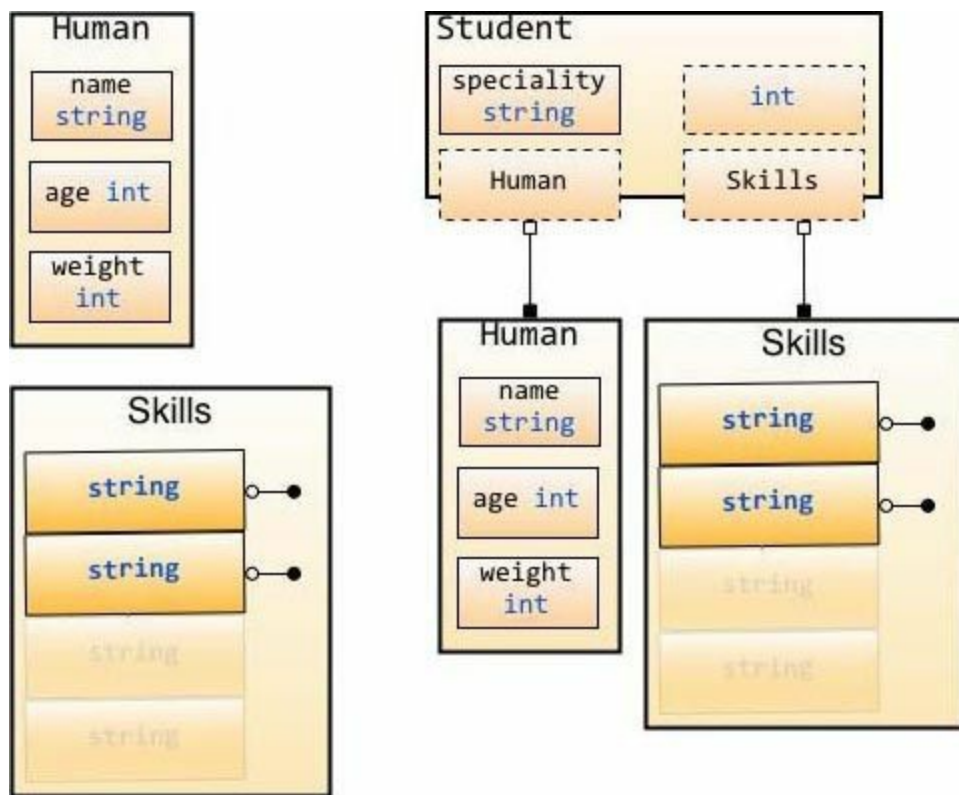 Human
name
string
age int
weight
int
Skills
string
string
string
string
Student
speciality
string
int
Human
Skills
Human
name
string
age int
weight
int
Skills
string
string
string
string